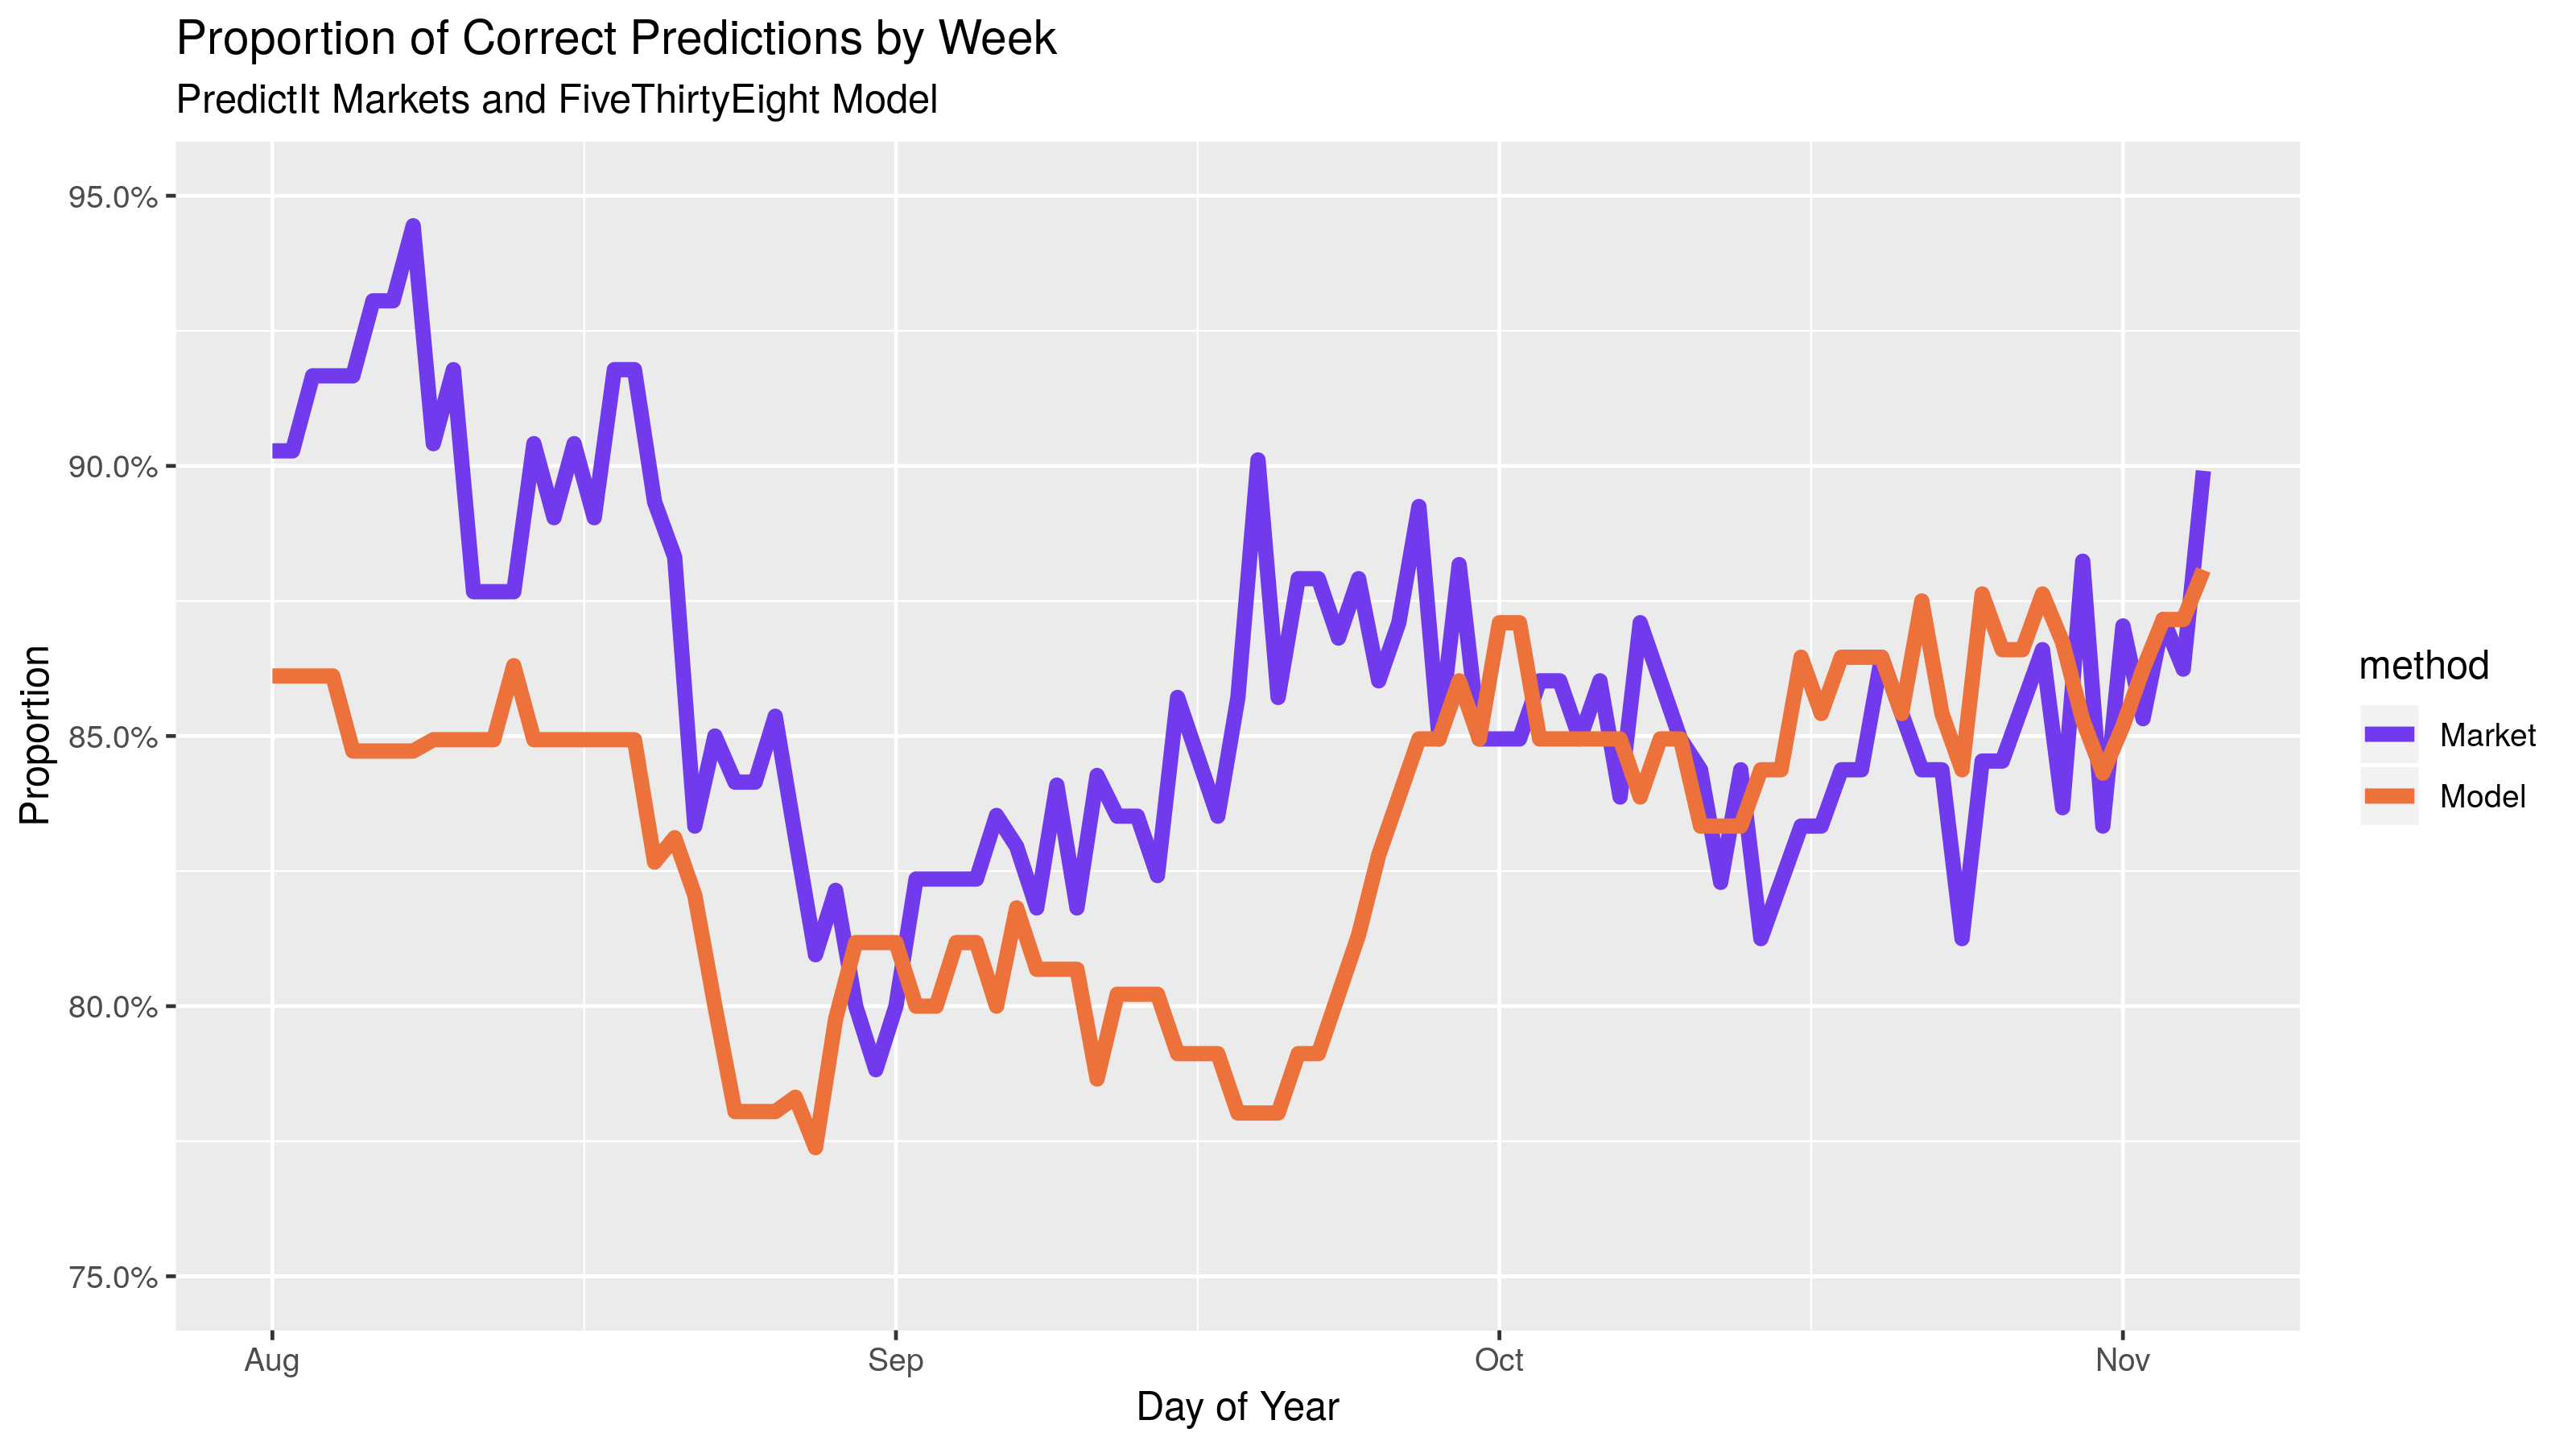 Proportion of Correct Predictions by Week
PredictIt Markets and FiveThirtyEight Model
95.0%
90.0%
85.0%
80.0%
75.0%
Proportion
Aug
Sep
Oct
Nov
Day of Year
method
Market
Model